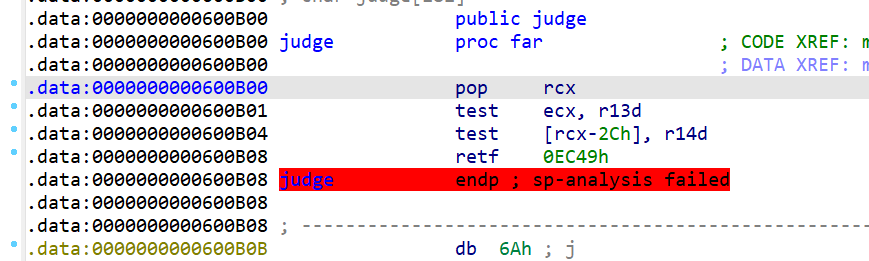 .data:0000000000600B00 ; char judge[182]
.data:0000000000600B00 public judge
.data:0000000000600B00 judge proc far ; CODE XREF: m
.data:0000000000600B00 ; DATA XREF: m
.data:0000000000600B00 pop rcx
.data:0000000000600B01 test ecx, r13d
.data:0000000000600B04 test [rcx-2Ch], r14d
.data:0000000000600B08 retf 0EC49h
.data:0000000000600B08 judge endp ; sp-analysis failed
.data:0000000000600B08
.data:0000000000600B08 ; ---------------------------------------------------
.data:0000000000600B0B db 6Ah ; j